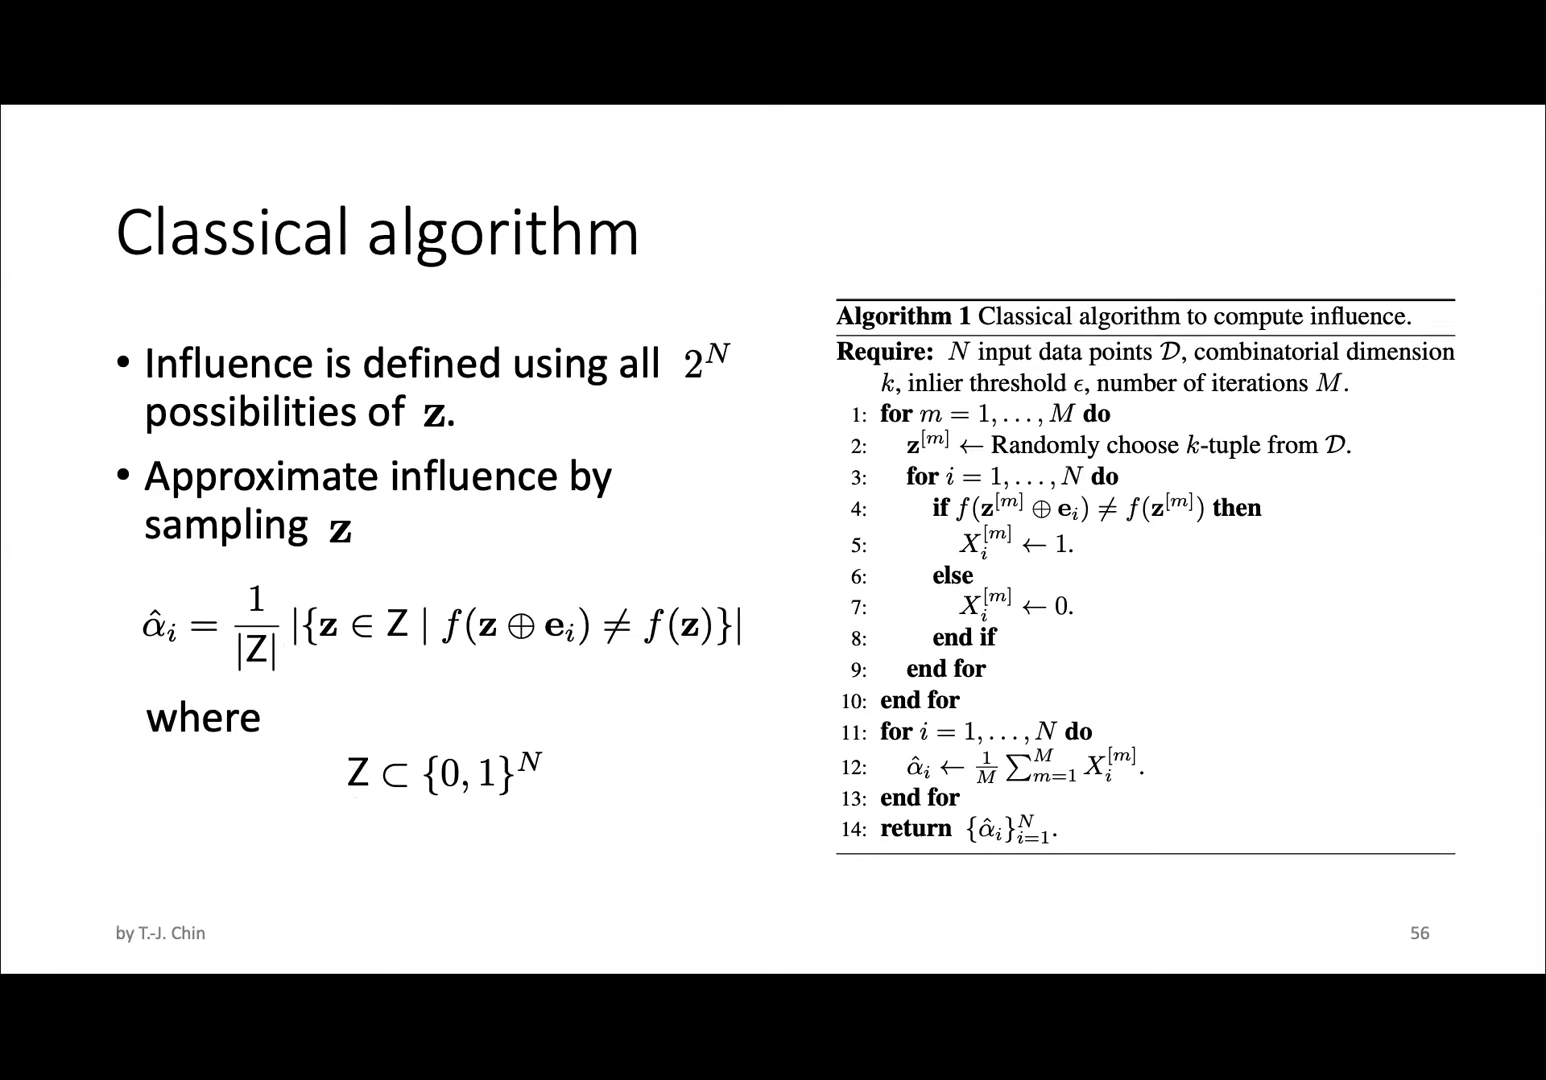 Classical algorithm
• Influence is defined using all 2^N
possibilities of z.
• Approximate influence by
sampling z
α̂_i = 1/|Z| |{z ∈ Z | f(z ⊕ e_i) ≠ f(z)}|
where
Z ⊂ {0, 1}^N
Algorithm 1 Classical algorithm to compute influence.
Require: N input data points 𝒟, combinatorial dimension
k, inlier threshold ϵ, number of iterations M.
1: for m = 1, . . . , M do
2: z^[m] ← Randomly choose k-tuple from 𝒟.
3: for i = 1, . . . , N do
4: if f(z^[m] ⊕ e_i) ≠ f(z^[m]) then
5: X_i^[m] ← 1.
6: else
7: X_i^[m] ← 0.
8: end if
9: end for
10: end for
11: for i = 1, . . . , N do
12: α̂_i ← 1/M ∑_{m=1}^M X_i^[m].
13: end for
14: return {α̂_i}_{i=1}^N.
by T.-J. Chin
56